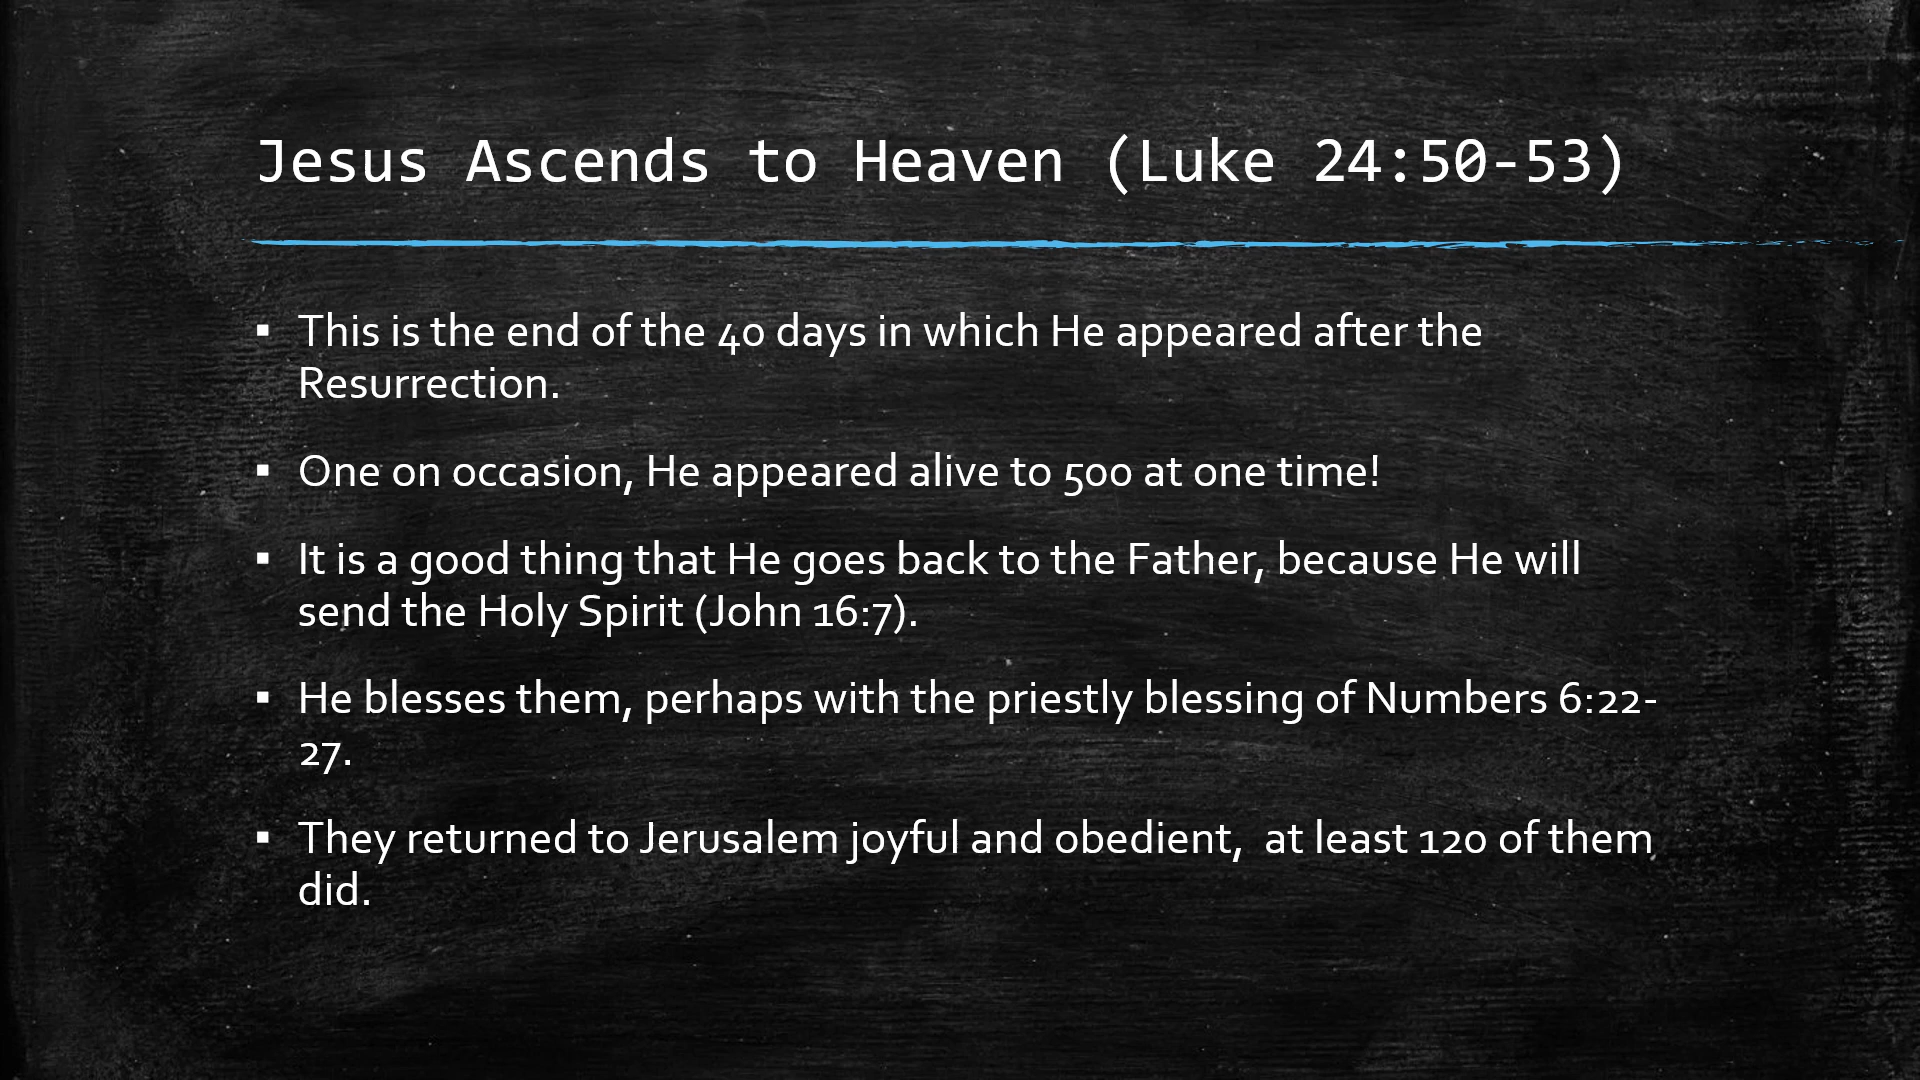 Jesus Ascends to Heaven (Luke 24:50-53)
▪ This is the end of the 40 days in which He appeared after the
Resurrection.
▪ One on occasion, He appeared alive to 500 at one time!
▪ It is a good thing that He goes back to the Father, because He will
send the Holy Spirit (John 16:7).
▪ He blesses them, perhaps with the priestly blessing of Numbers 6:22-
27.
▪ They returned to Jerusalem joyful and obedient,  at least 120 of them
did.